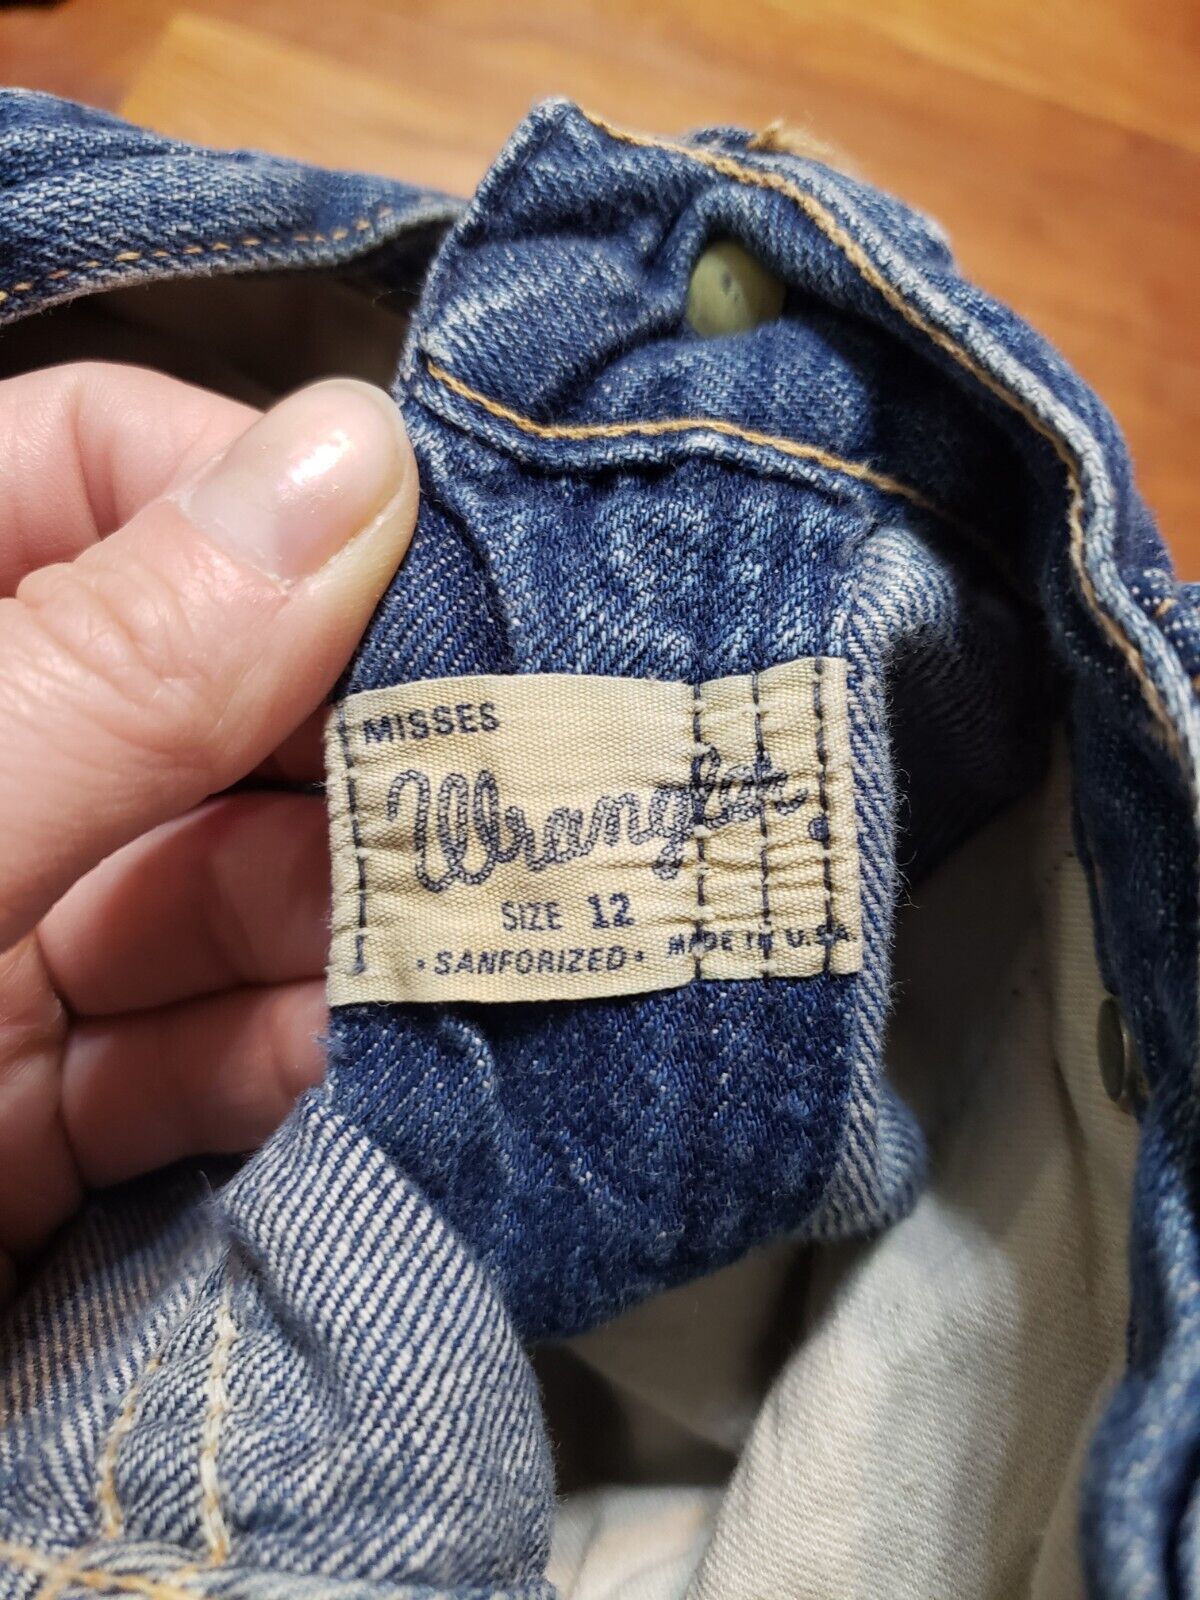 MISSES
Wrangler
SIZE 12
• SANFORIZED • MADE IN U.S.A.